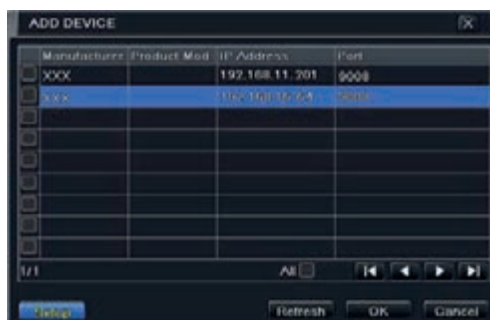 ADD DEVICE
Manufacturer Product Mod IP Address Port
XXX 192.168.11.201 9008
XXX
1/1 All
Setup Refresh OK Cancel